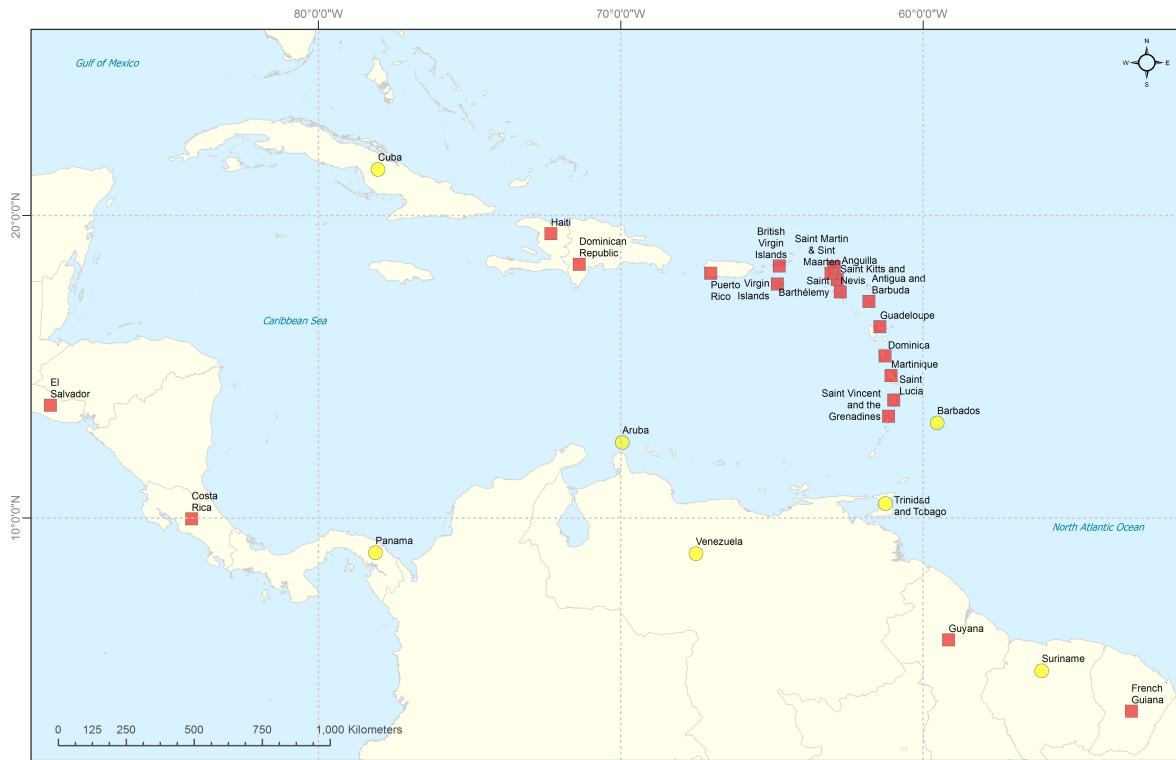 80°0'0"W
70°0'0"W
60°0'0"W
Gulf of Mexico
N
W
E
S
Cuba
20°0'0"N
Haiti
Dominican
Republic
British
Virgin
Islands
Saint Martin
& Sint
Maarten
Anguilla
Saint Kitts and
Nevis
Saint
Barthélemy
Puerto
Rico
Virgin
Islands
Antigua and
Barbuda
Caribbean Sea
Guadeloupe
Dominica
Martinique
Saint
Lucia
El
Salvador
Saint Vincent
and the
Grenadines
Barbados
Aruba
Costa
Rica
Trinidad
and Tobago
10°0'0"N
North Atlantic Ocean
Panama
Venezuela
Guyana
Suriname
French
Guiana
0 125 250 500 750 1,000 Kilometers